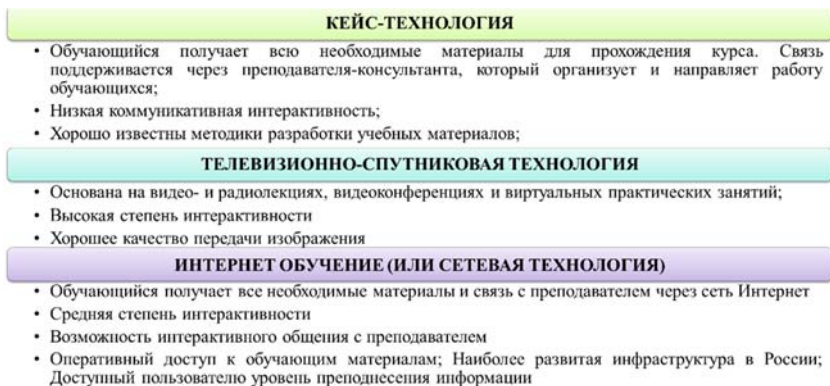 КЕЙС-ТЕХНОЛОГИЯ
• Обучающийся получает всю необходимые материалы для прохождения курса. Связь
поддерживается через преподавателя-консультанта, который организует и направляет работу
обучающихся;
• Низкая коммуникативная интерактивность;
• Хорошо известны методики разработки учебных материалов;
ТЕЛЕВИЗИОННО-СПУТНИКОВАЯ ТЕХНОЛОГИЯ
• Основана на видео- и радиолекциях, видеоконференциях и виртуальных практических занятий;
• Высокая степень интерактивности
• Хорошее качество передачи изображения
ИНТЕРНЕТ ОБУЧЕНИЕ (ИЛИ СЕТЕВАЯ ТЕХНОЛОГИЯ)
• Обучающийся получает все необходимые материалы и связь с преподавателем через сеть Интернет
• Средняя степень интерактивности
• Возможность интерактивного общения с преподавателем
• Оперативный доступ к обучающим материалам; Наиболее развитая инфраструктура в России;
Доступный пользователю уровень преподнесения информации